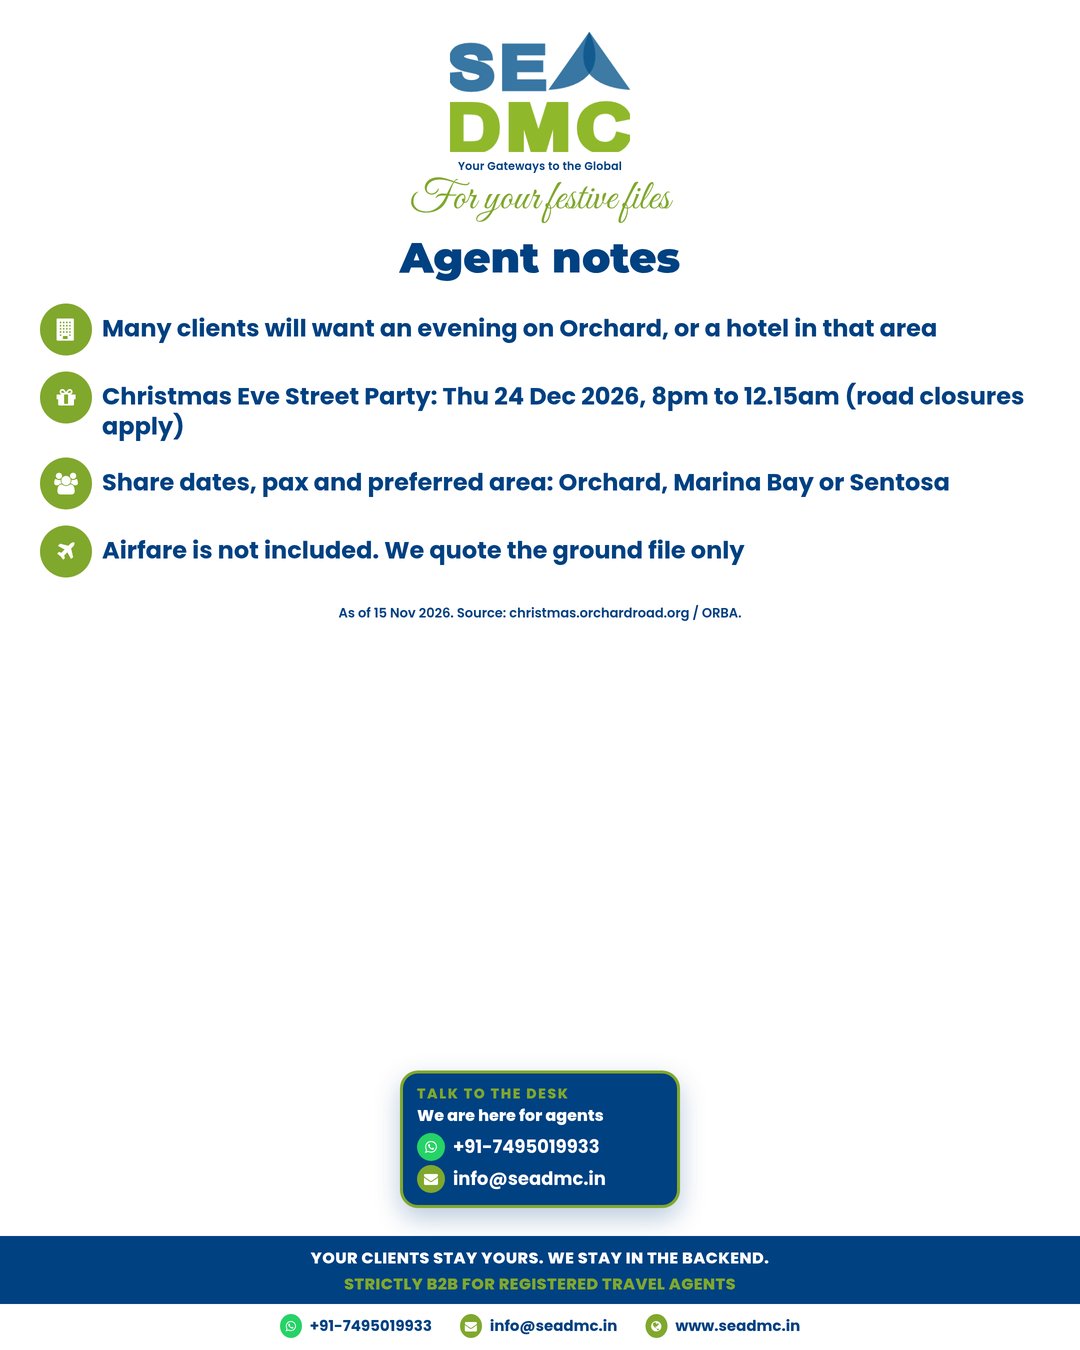 SEA
DMC
Your Gateways to the Global
For your festive files
Agent notes
Many clients will want an evening on Orchard, or a hotel in that area
Christmas Eve Street Party: Thu 24 Dec 2026, 8pm to 12.15am (road closures
apply)
Share dates, pax and preferred area: Orchard, Marina Bay or Sentosa
Airfare is not included. We quote the ground file only
As of 15 Nov 2026. Source: christmas.orchardroad.org / ORBA.
TALK TO THE DESK
We are here for agents
+91-7495019933
info@seadmc.in
YOUR CLIENTS STAY YOURS. WE STAY IN THE BACKEND.
STRICTLY B2B FOR REGISTERED TRAVEL AGENTS
+91-7495019933 info@seadmc.in www.seadmc.in